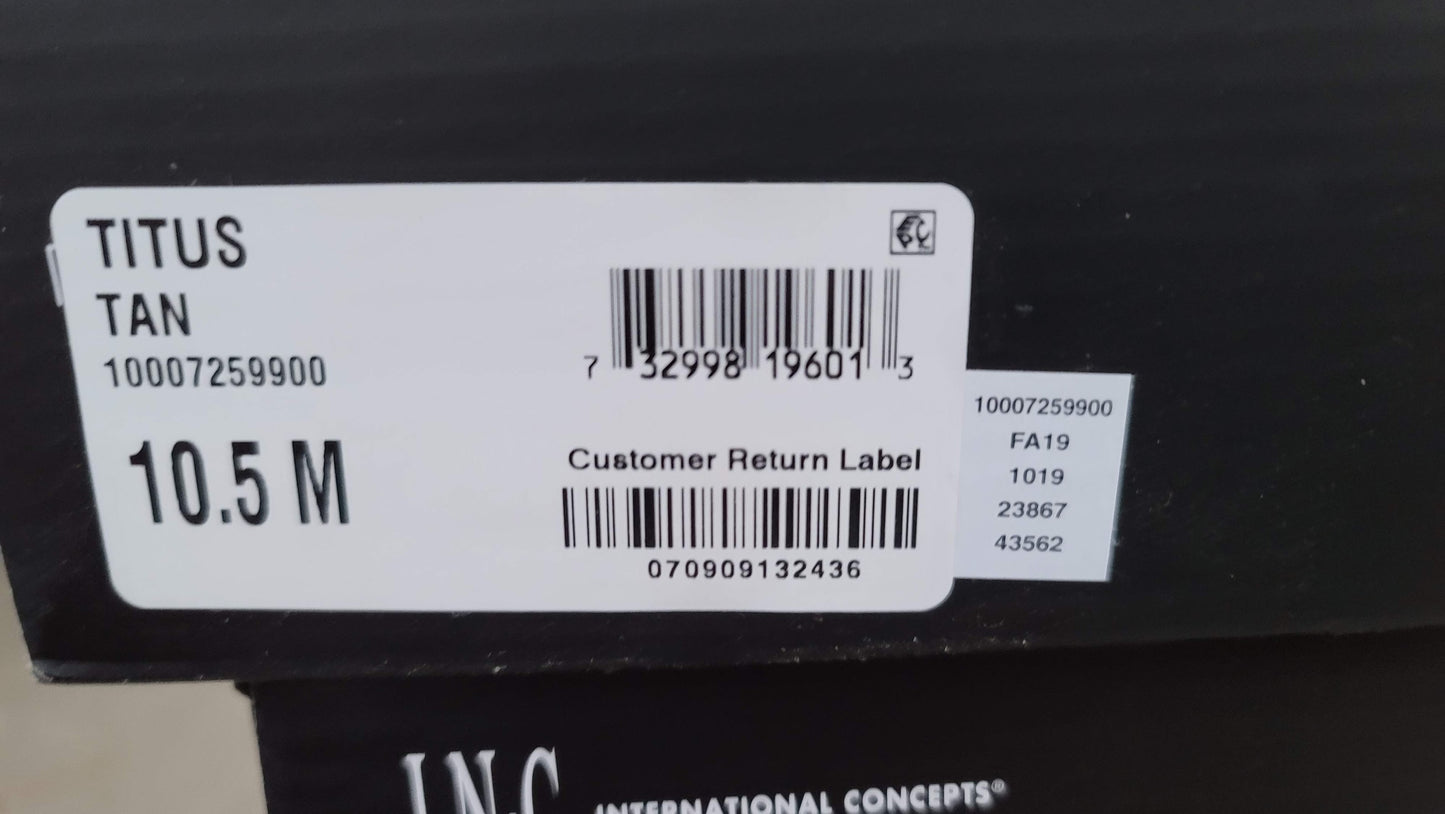 TITUS
TAN
10007259900
10.5 M
7 32998 19601 3
Customer Return Label
070909132436
10007259900
FA19
1019
23867
43562
I.N.C
INTERNATIONAL CONCEPTS®